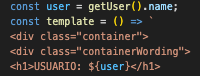 const user = getUser().name;
const template = () => `
<div class="container">
<div class="containerWording">
<h1>USUARIO: ${user}</h1>